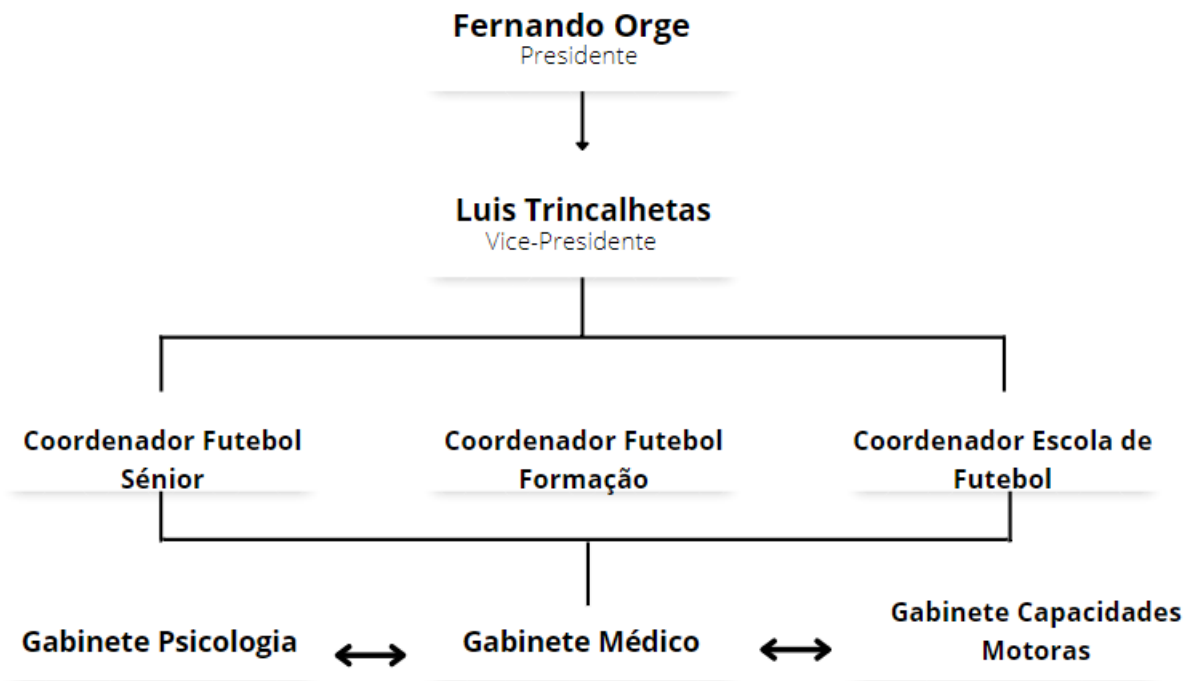 Fernando Orge
Presidente
Luis Trincalhetas
Vice-Presidente
Coordenador Futebol
Sénior
Coordenador Futebol
Formação
Coordenador Escola de
Futebol
Gabinete Psicologia
Gabinete Médico
Gabinete Capacidades
Motoras